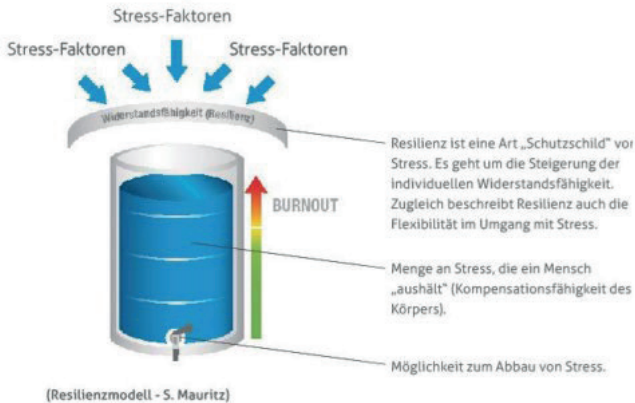 Stress-Faktoren
Stress-Faktoren
Stress-Faktoren
Widerstandsfähigkeit (Resilienz)
Resilienz ist eine Art „Schutzschild" vor
Stress. Es geht um die Steigerung der
individuellen Widerstandsfähigkeit.
Zugleich beschreibt Resilienz auch die
Flexibilität im Umgang mit Stress.
BURNOUT
Menge an Stress, die ein Mensch
„aushält" (Kompensationsfähigkeit des
Körpers).
Möglichkeit zum Abbau von Stress.
(Resilienzmodell - S. Mauritz)